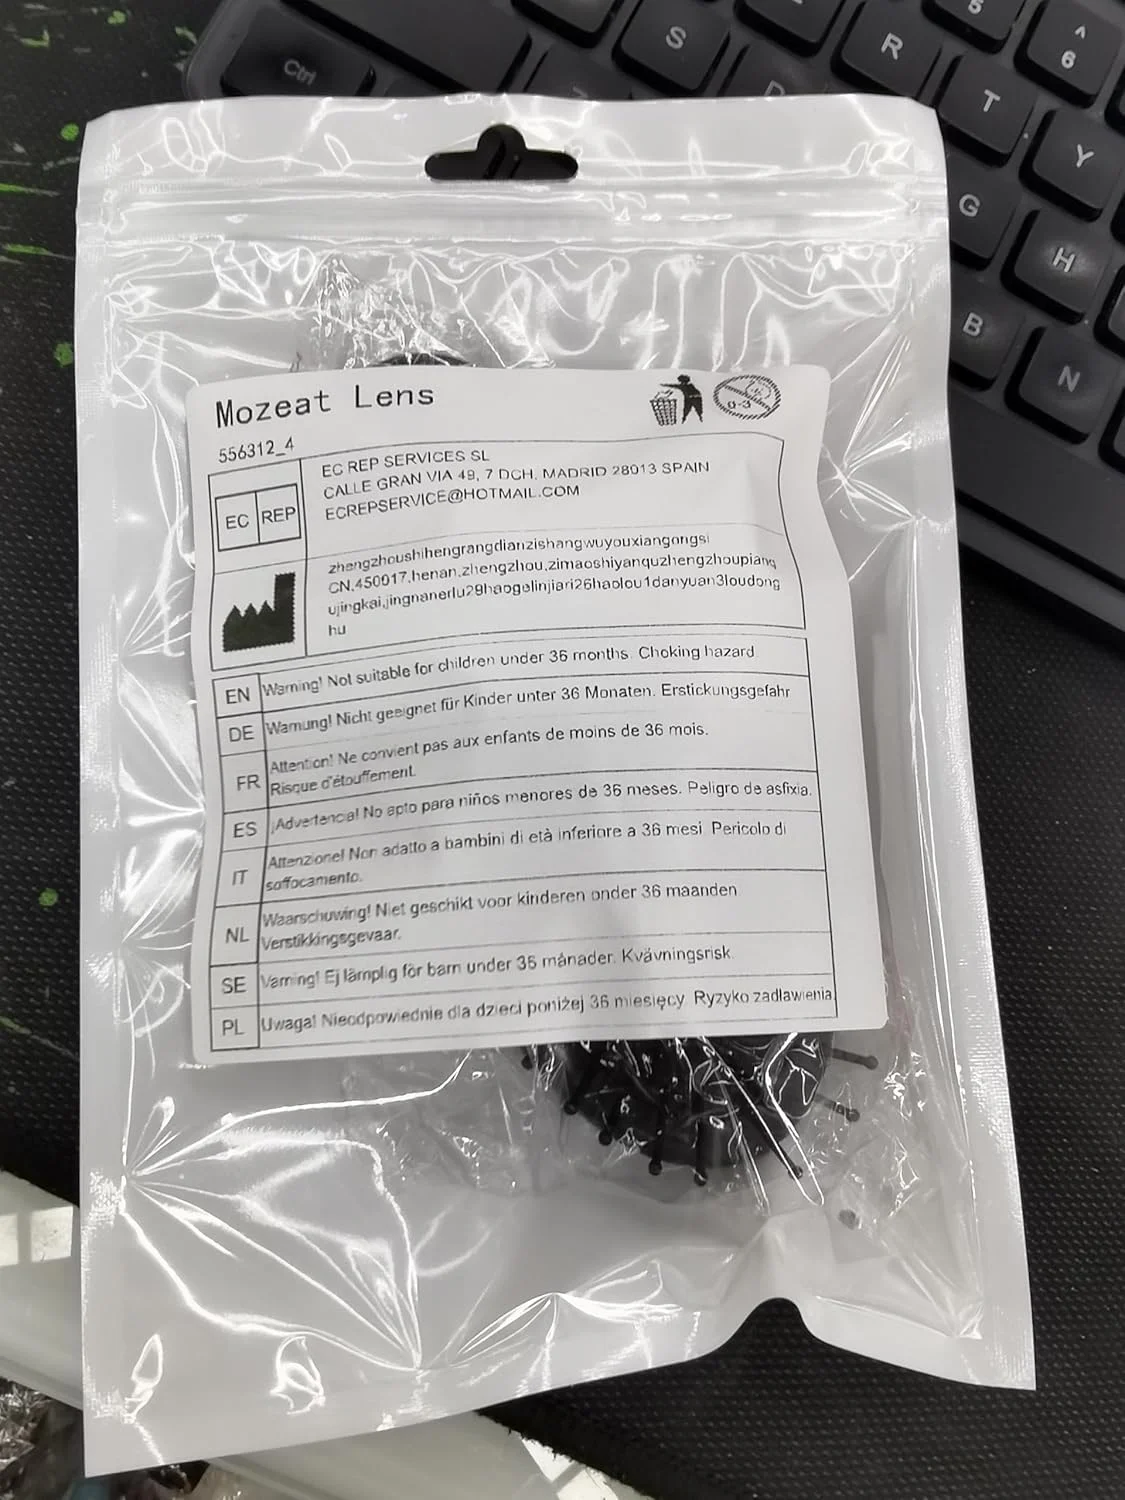 Ctrl
S
R
5
^
6
T
D
Y
G
H
B
N
Mozeat Lens
0-3
556312_4
EC REP
EC REP SERVICES SL
CALLE GRAN VIA 49, 7 DCH, MADRID 28013 SPAIN
ECREPSERVICE@HOTMAIL.COM
zhengzhoushihengrangdianzishangwuyouxiangongsi
CN,450017,henan,zhengzhou,zimaoshiyanquzhengzhoupianq
ujingkai,jingnanerlu29haogelinjiari26haolou1danyuan3loudong
hu
EN Warning! Not suitable for children under 36 months. Choking hazard.
DE Warnung! Nicht geeignet für Kinder unter 36 Monaten. Erstickungsgefahr
FR Attention! Ne convient pas aux enfants de moins de 36 mois.
Risque d'étouffement.
ES ¡Advertencia! No apto para niños menores de 36 meses. Peligro de asfixia.
IT Attenzione! Non adatto a bambini di età inferiore a 36 mesi. Pericolo di
soffocamento.
NL Waarschuwing! Niet geschikt voor kinderen onder 36 maanden
Verstikkingsgevaar.
SE Varning! Ej lämplig för barn under 36 månader. Kvävningsrisk.
PL Uwaga! Nieodpowiednie dla dzieci poniżej 36 miesięcy. Ryzyko zadławienia